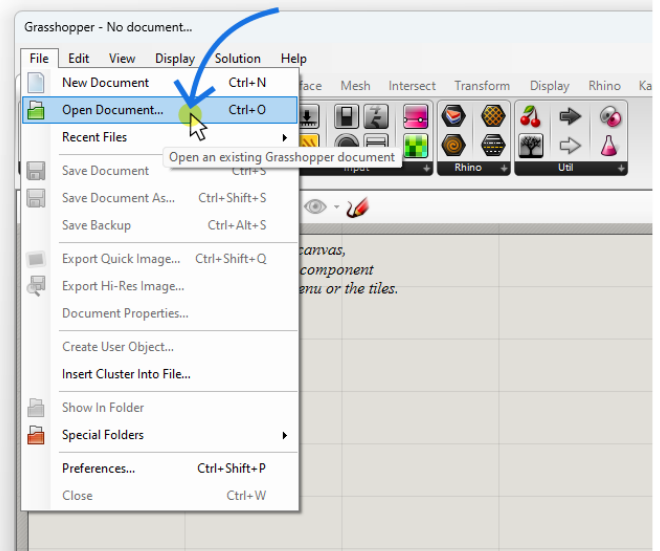 Grasshopper - No document...
File Edit View Display Solution Help
face Mesh Intersect Transform Display Rhino Ka
New Document Ctrl+N
Open Document... Ctrl+O
Recent Files
Open an existing Grasshopper document
Input Rhino Util
Save Document Ctrl+S
Save Document As... Ctrl+Shift+S
Save Backup Ctrl+Alt+S
canvas,
Export Quick Image... Ctrl+Shift+Q
component
Export Hi-Res Image...
enu or the tiles.
Document Properties...
Create User Object...
Insert Cluster Into File...
Show In Folder
Special Folders
Preferences... Ctrl+Shift+P
Close Ctrl+W